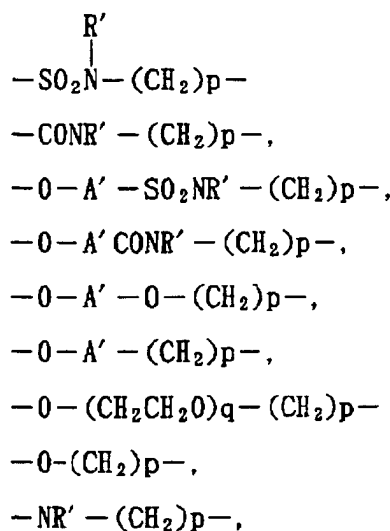 R′
—SO₂N—(CH₂)p—
—CONR′—(CH₂)p—,
—O—A′—SO₂NR′—(CH₂)p—,
—O—A′CONR′—(CH₂)p—,
—O—A′—O—(CH₂)p—,
—O—A′—(CH₂)p—,
—O—(CH₂CH₂O)q—(CH₂)p—
—O-(CH₂)p—,
—NR′—(CH₂)p—,